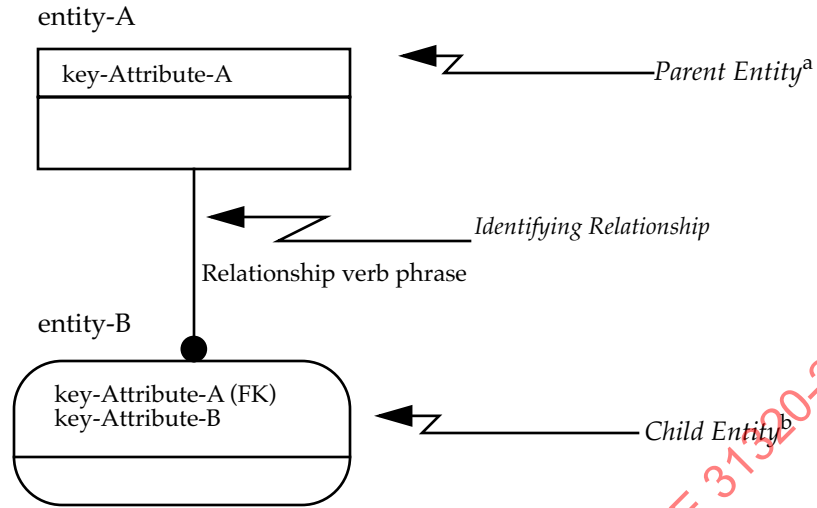 entity-A
key-Attribute-A
Parent Entityᵃ
Identifying Relationship
Relationship verb phrase
entity-B
key-Attribute-A (FK)
key-Attribute-B
Child Entityᵇ